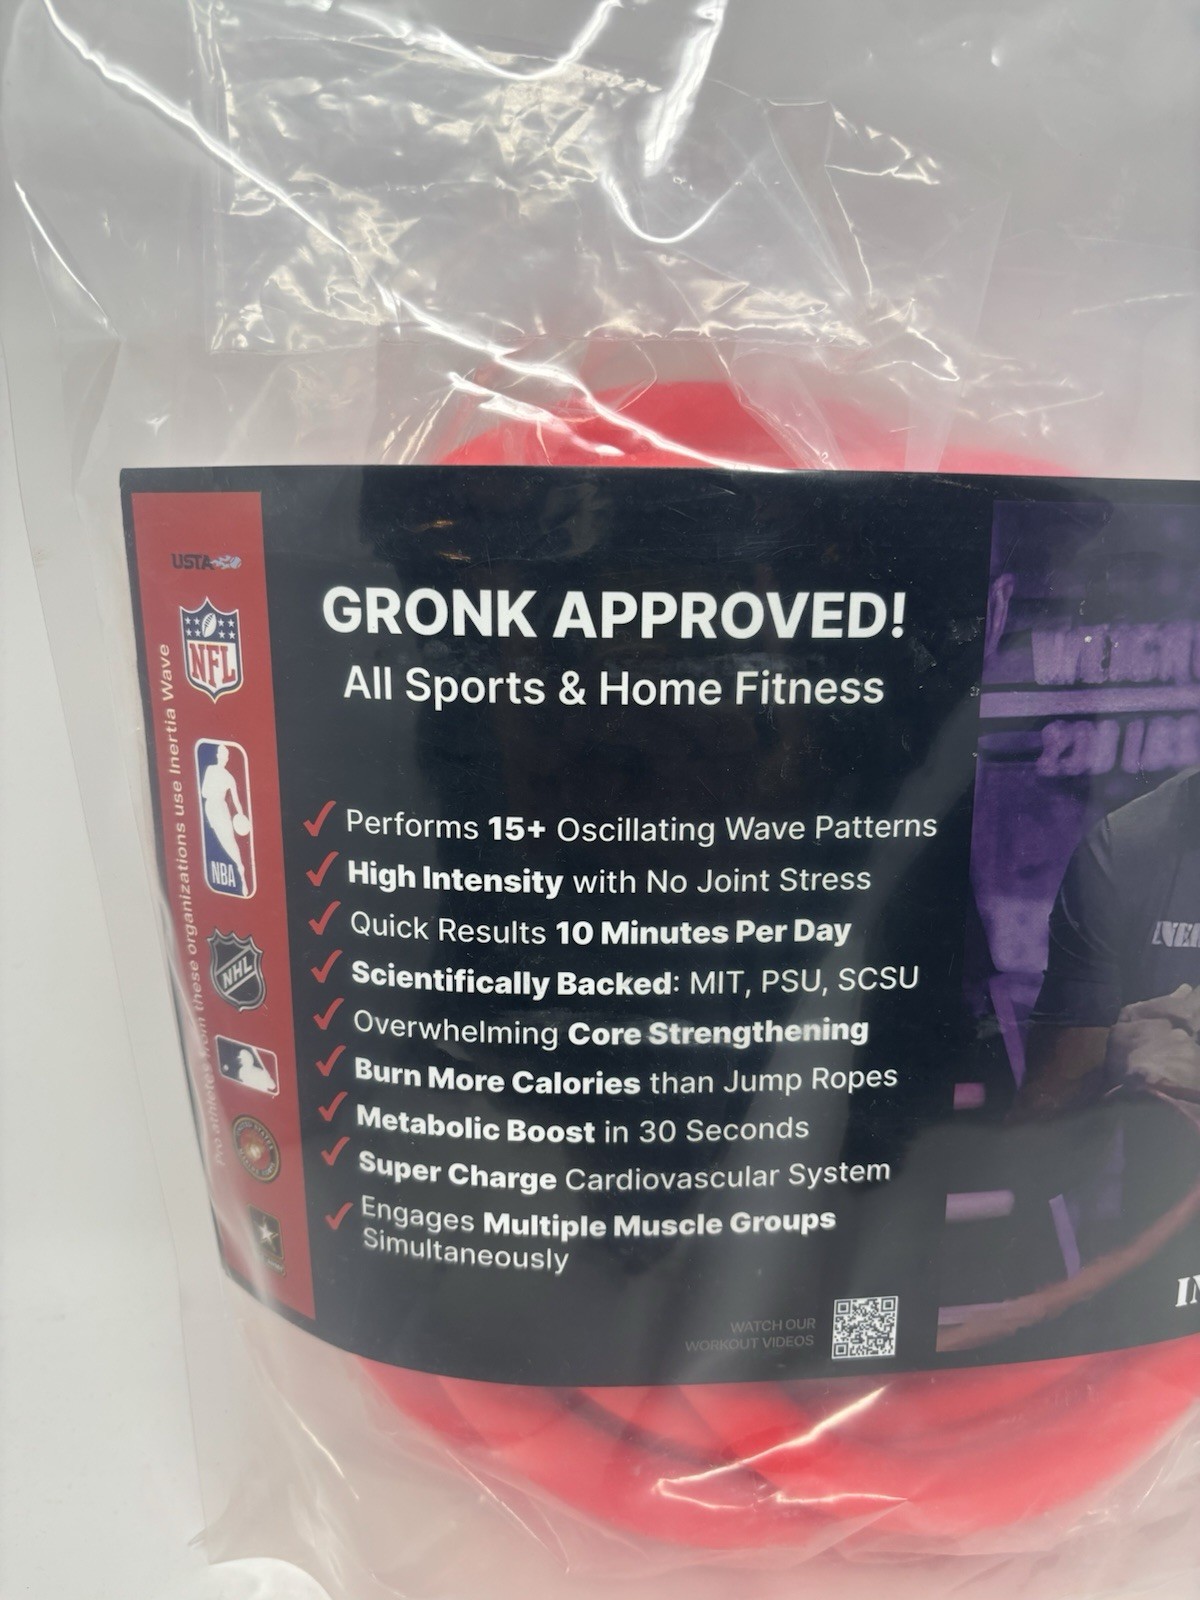 USTA
NFL
NBA
NHL
Pro athletes from these organizations use Inertia Wave
GRONK APPROVED!
All Sports & Home Fitness
Performs 15+ Oscillating Wave Patterns
High Intensity with No Joint Stress
Quick Results 10 Minutes Per Day
Scientifically Backed: MIT, PSU, SCSU
Overwhelming Core Strengthening
Burn More Calories than Jump Ropes
Metabolic Boost in 30 Seconds
Super Charge Cardiovascular System
Engages Multiple Muscle Groups
Simultaneously
WATCH OUR
WORKOUT VIDEOS
IN